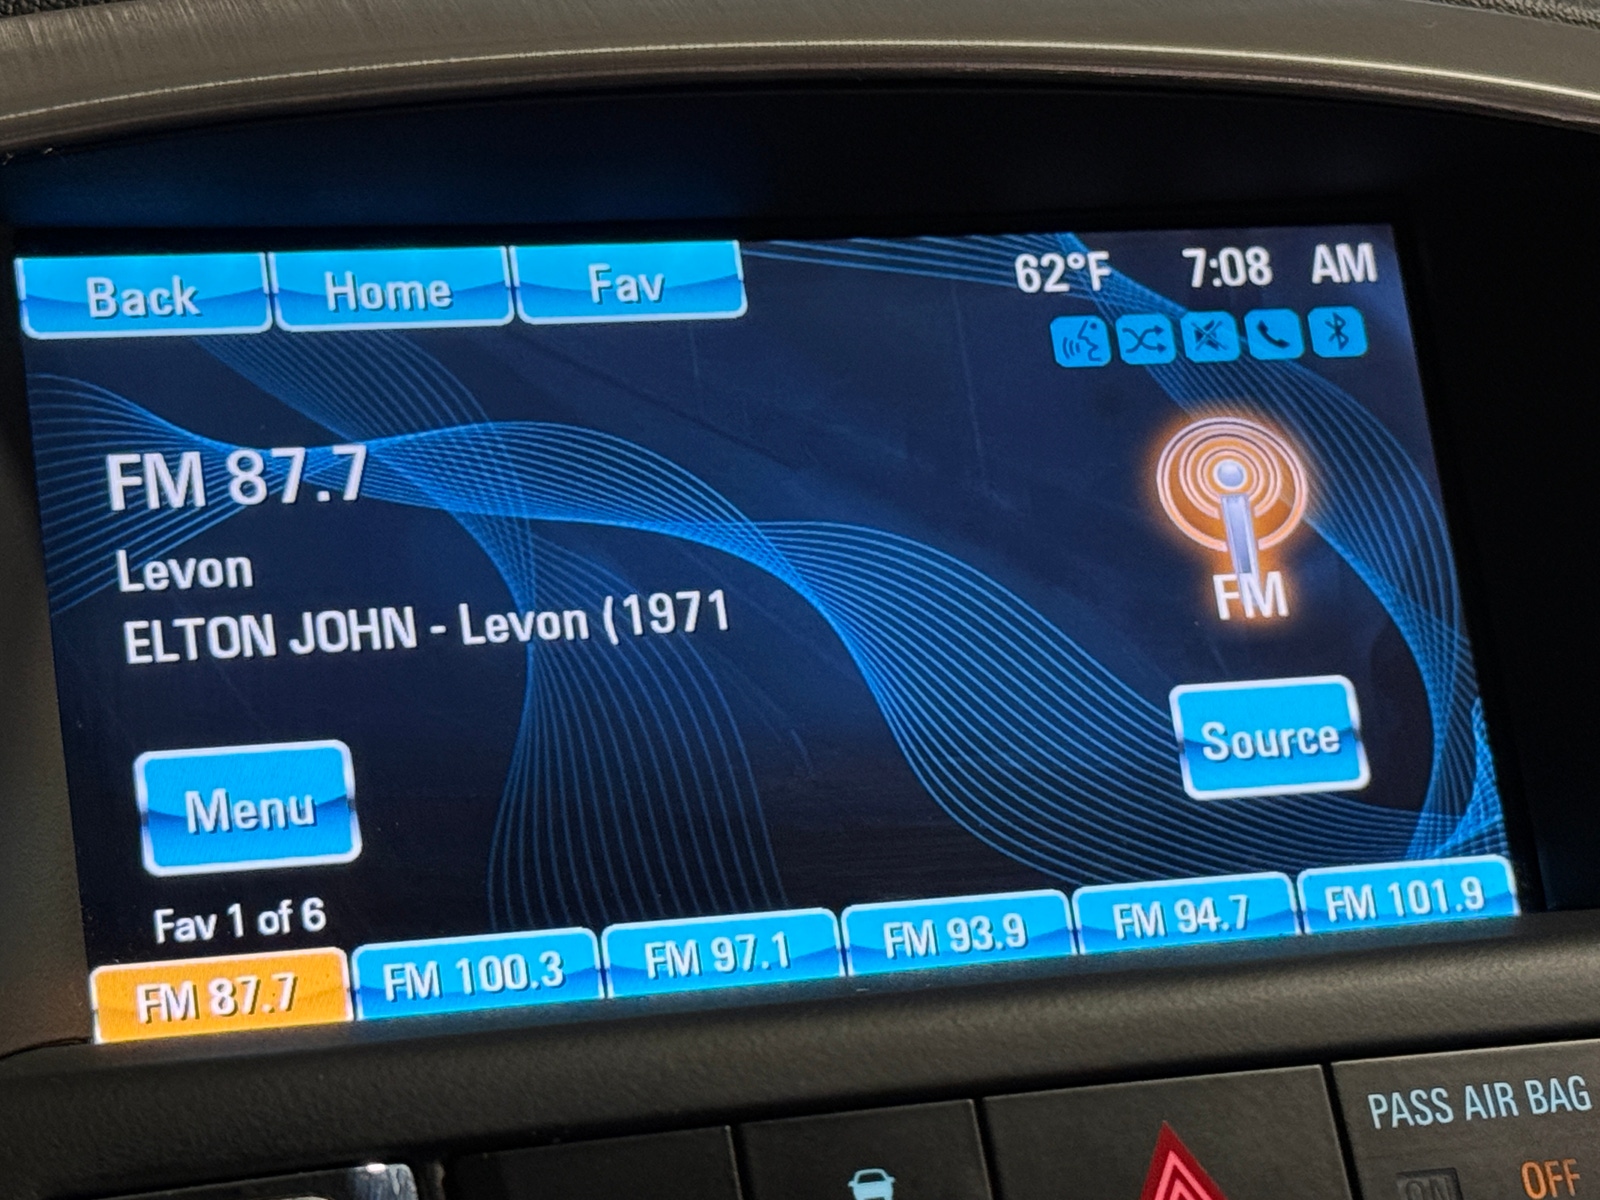 Back Home Fav 62°F 7:08 AM
FM 87.7
Levon
ELTON JOHN - Levon (1971
FM
Source
Menu
Fav 1 of 6
FM 87.7 FM 100.3 FM 97.1 FM 93.9 FM 94.7 FM 101.9
PASS AIR BAG
ON OFF